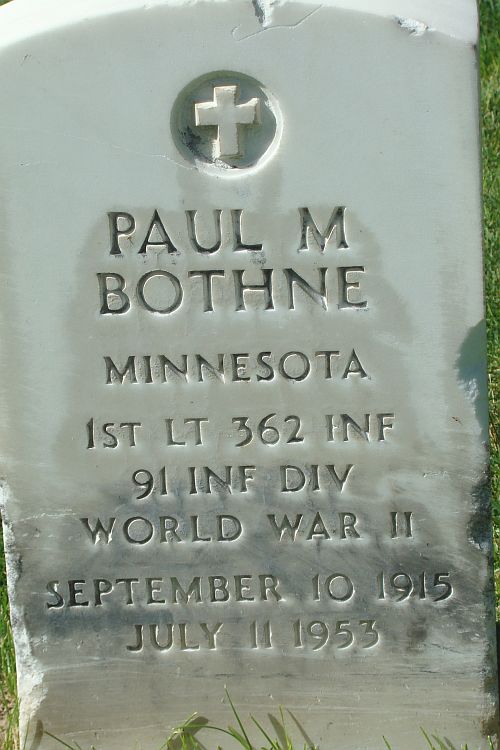 PAUL M
BOTHNE
MINNESOTA
1ST LT 362 INF
91 INF DIV
WORLD WAR II
SEPTEMBER 10 1915
JULY 11 1953